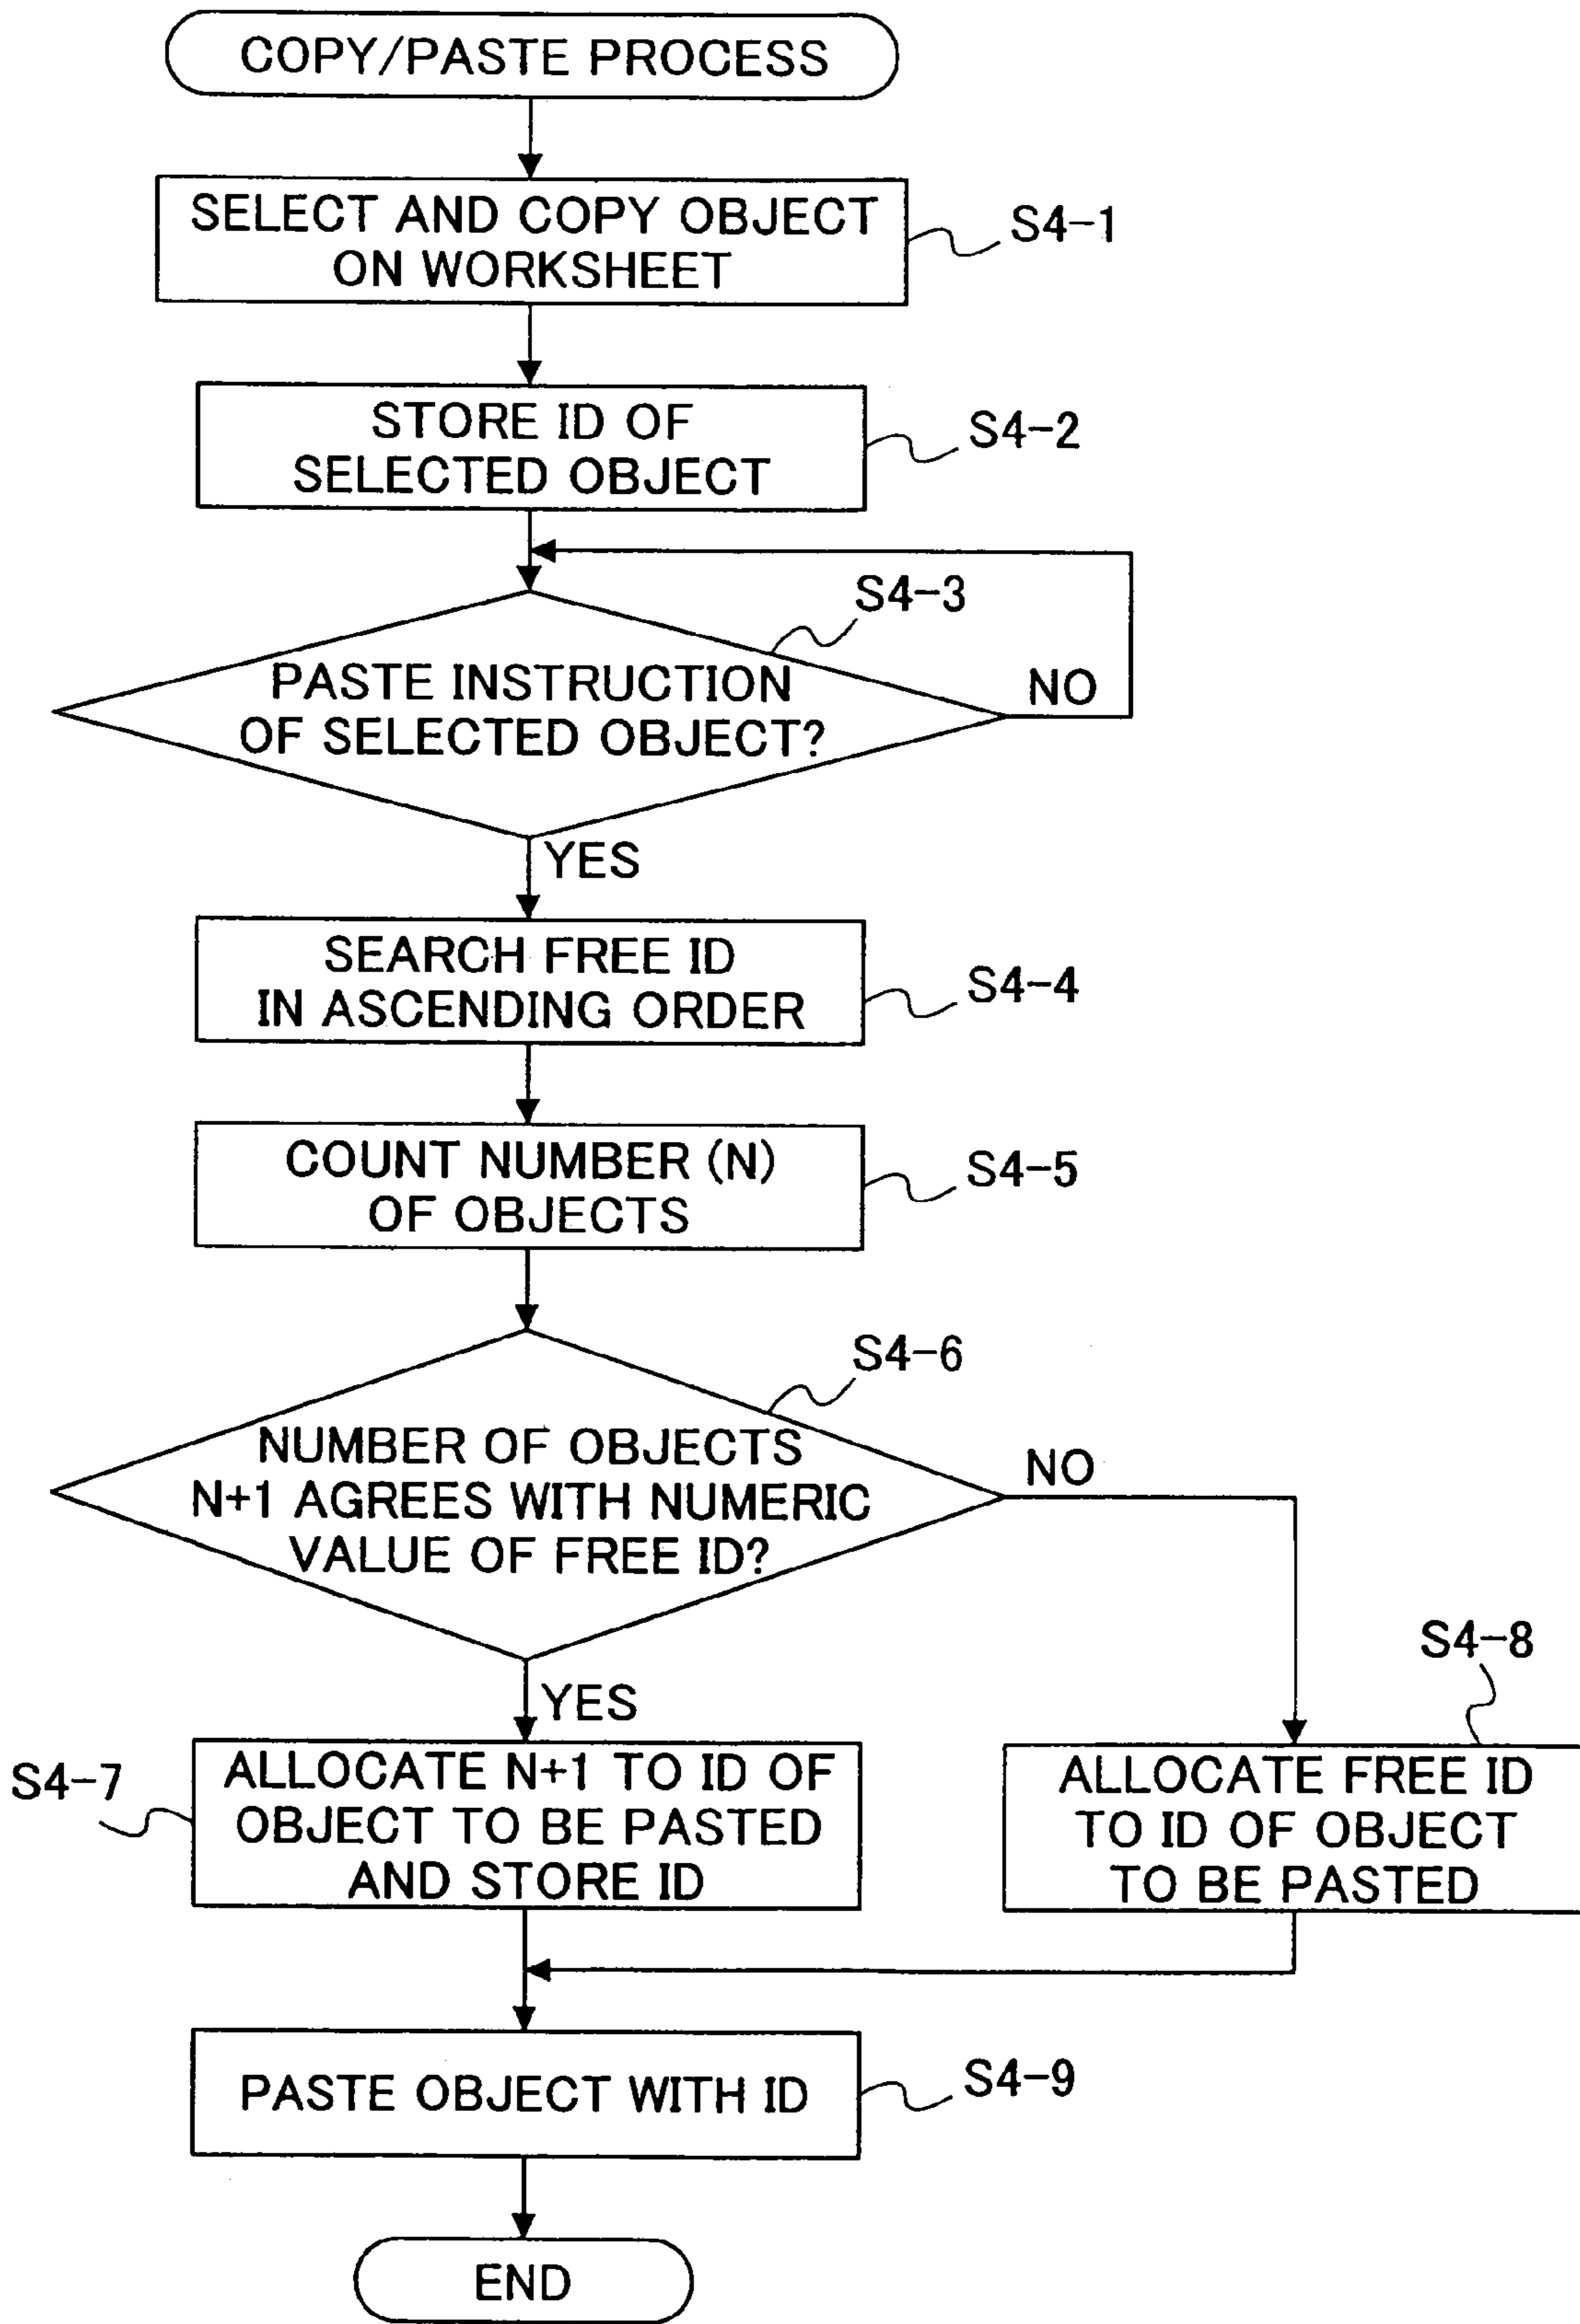 COPY/PASTE PROCESS
SELECT AND COPY OBJECT
ON WORKSHEET
S4-1
STORE ID OF
SELECTED OBJECT
S4-2
S4-3
PASTE INSTRUCTION
OF SELECTED OBJECT?
NO
YES
SEARCH FREE ID
IN ASCENDING ORDER
S4-4
COUNT NUMBER (N)
OF OBJECTS
S4-5
S4-6
NUMBER OF OBJECTS
N+1 AGREES WITH NUMERIC
VALUE OF FREE ID?
NO
YES
S4-7
ALLOCATE N+1 TO ID OF
OBJECT TO BE PASTED
AND STORE ID
S4-8
ALLOCATE FREE ID
TO ID OF OBJECT
TO BE PASTED
PASTE OBJECT WITH ID
S4-9
END